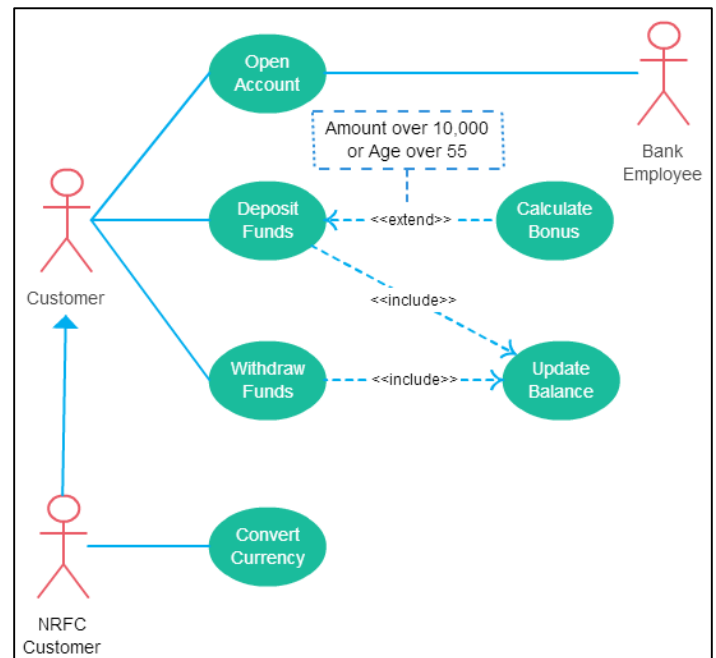 Open
Account
Amount over 10,000
or Age over 55
Bank
Employee
Deposit
Funds
<<extend>>
Calculate
Bonus
Customer
<<include>>
Withdraw
Funds
<<include>>
Update
Balance
Convert
Currency
NRFC
Customer